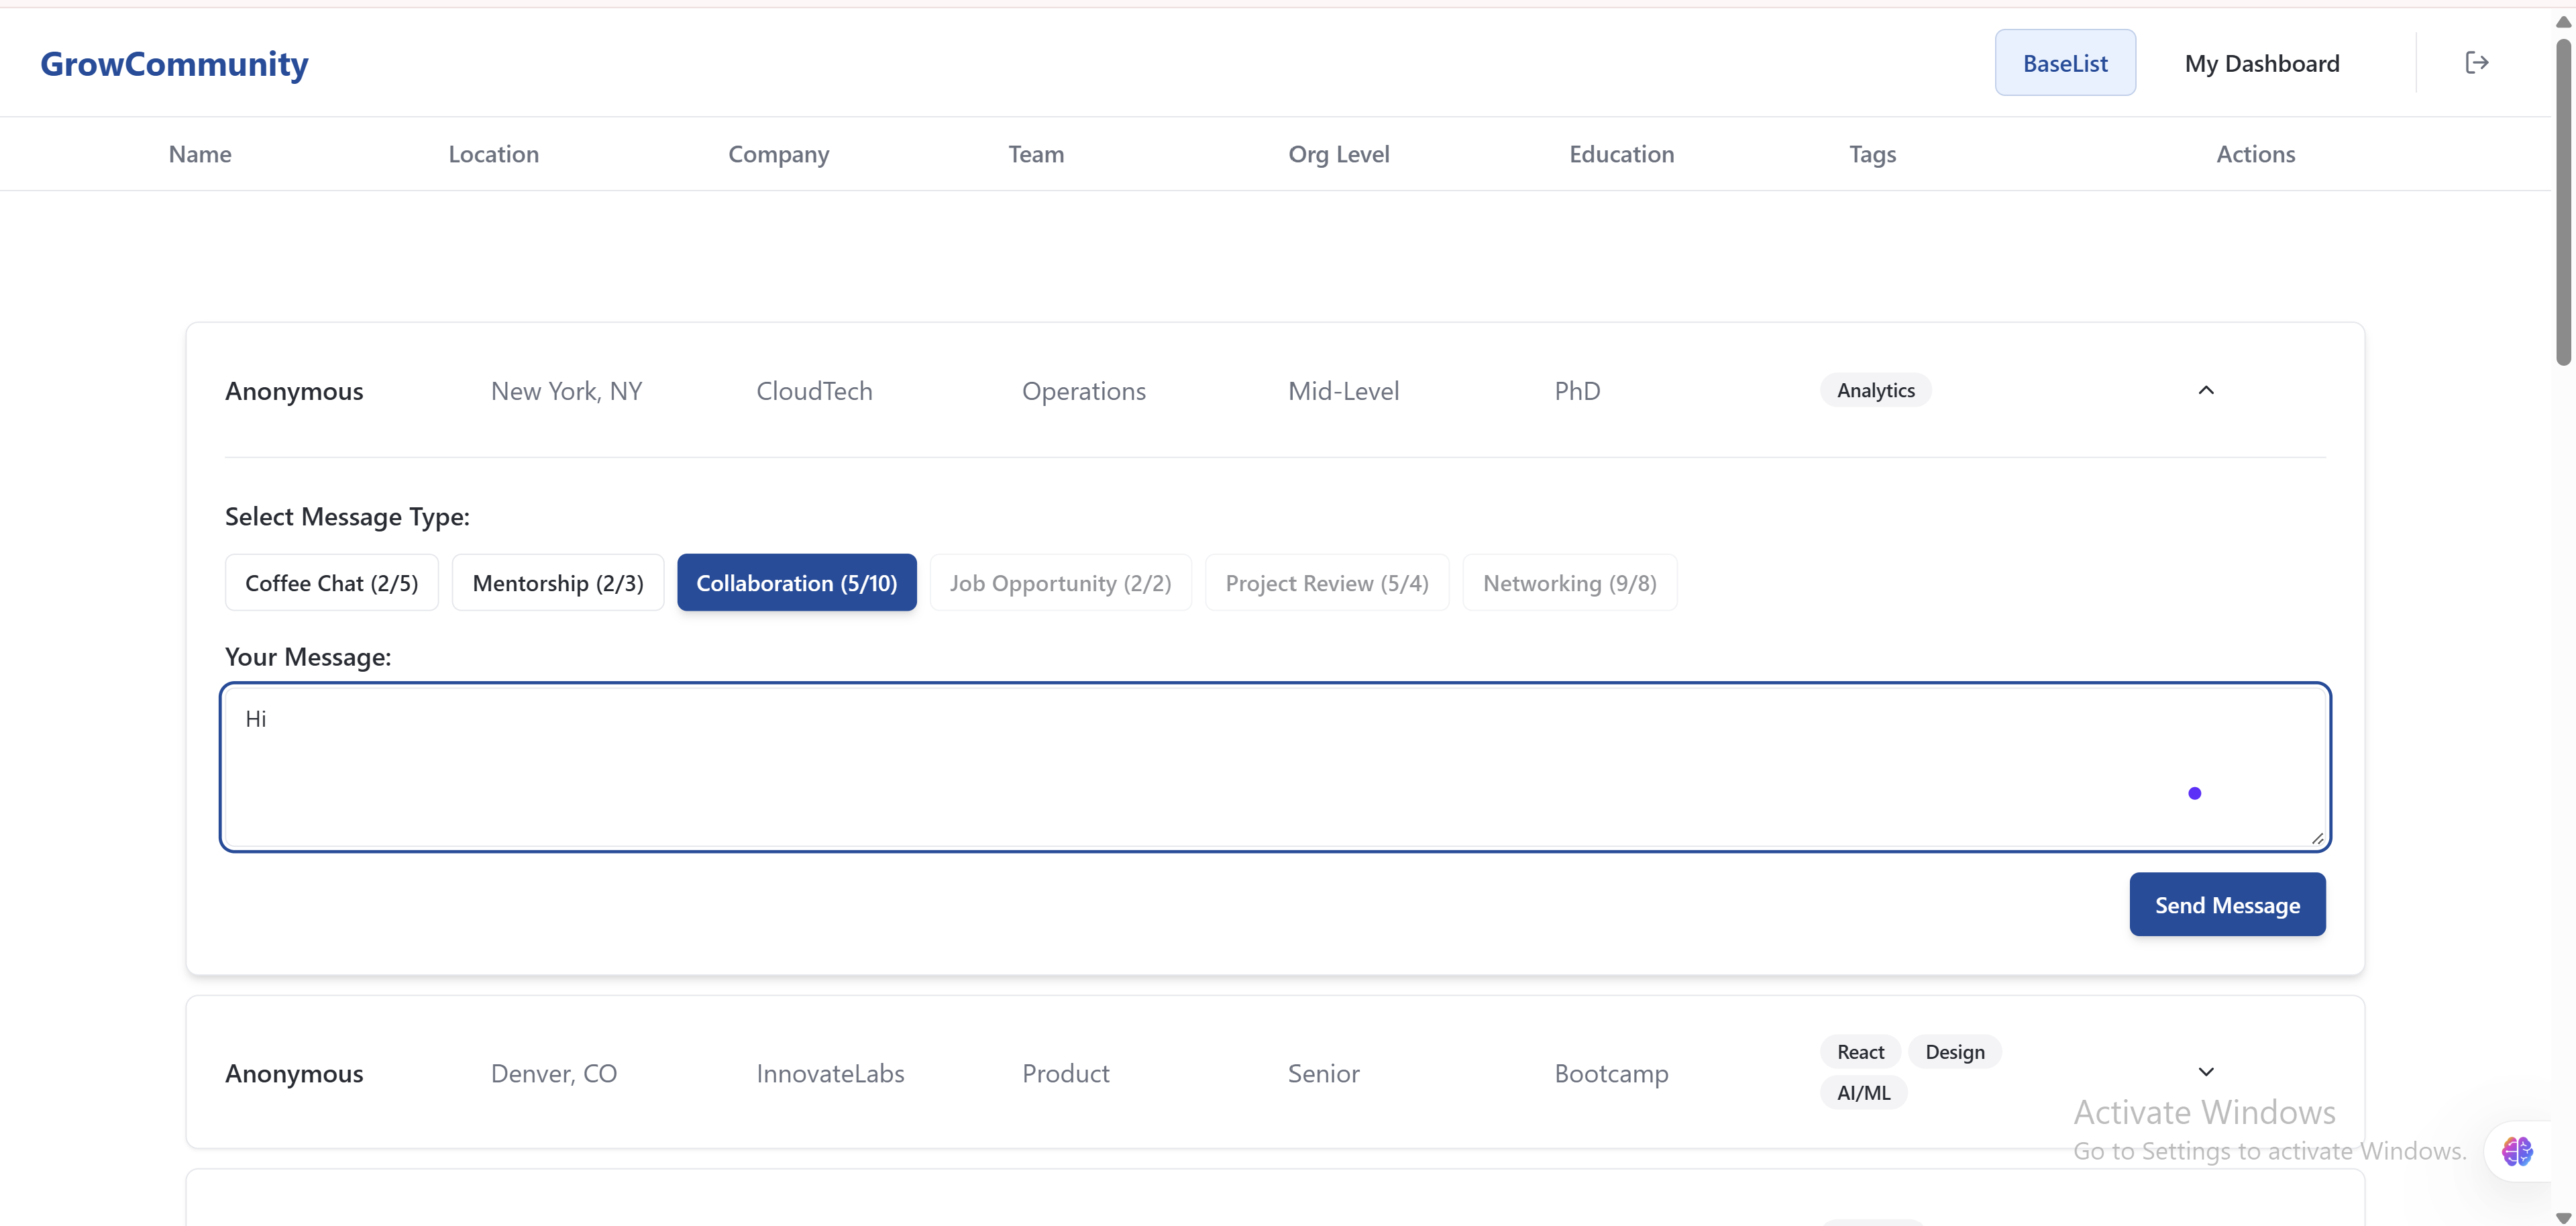 GrowCommunity BaseList My Dashboard
Name Location Company Team Org Level Education Tags Actions
Anonymous New York, NY CloudTech Operations Mid-Level PhD Analytics
Select Message Type:
Coffee Chat (2/5) Mentorship (2/3) Collaboration (5/10) Job Opportunity (2/2) Project Review (5/4) Networking (9/8)
Your Message:
Hi
Send Message
Anonymous Denver, CO InnovateLabs Product Senior Bootcamp React Design
AI/ML
Activate Windows
Go to Settings to activate Windows.